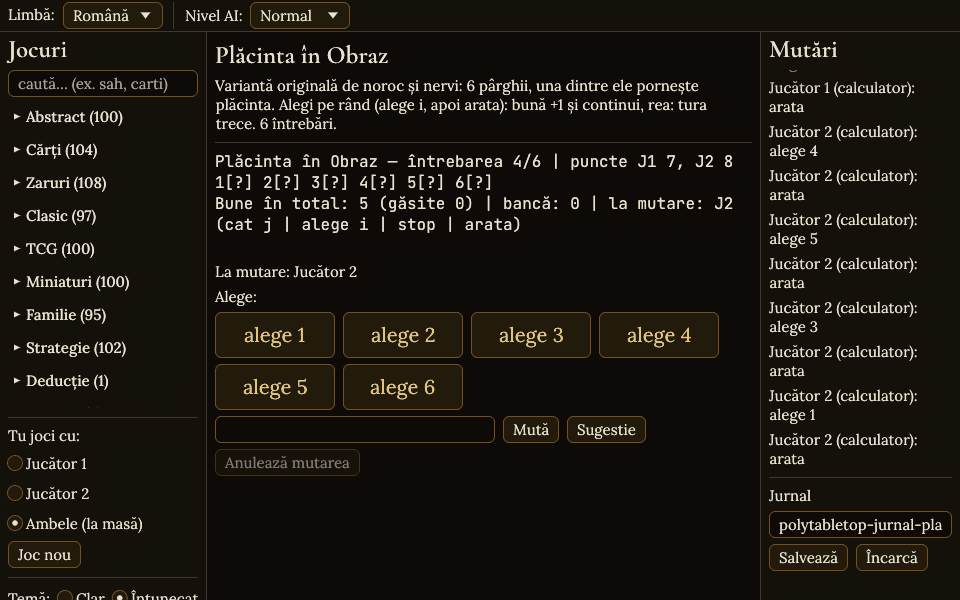 Limbă: Română Nivel AI: Normal
Jocuri
caută... (ex. sah, carti)
Abstract (100)
Cărți (104)
Zaruri (108)
Clasic (97)
TCG (100)
Miniaturi (100)
Familie (95)
Strategie (102)
Deducție (1)
Tu joci cu:
Jucător 1
Jucător 2
Ambele (la masă)
Joc nou
Temă: Clar Întunecat
Plăcinta în Obraz
Variantă originală de noroc și nervi: 6 pârghii, una dintre ele pornește
plăcinta. Alegi pe rând (alege i, apoi arata): bună +1 și continui, rea: tura
trece. 6 întrebări.
Plăcinta în Obraz — întrebarea 4/6 | puncte J1 7, J2 8
1[?] 2[?] 3[?] 4[?] 5[?] 6[?]
Bune în total: 5 (găsite 0) | bancă: 0 | la mutare: J2
(cat j | alege i | stop | arata)
La mutare: Jucător 2
Alege:
alege 1 alege 2 alege 3 alege 4
alege 5 alege 6
Mută Sugestie
Anulează mutarea
Mutări
Jucător 1 (calculator):
arata
Jucător 2 (calculator):
alege 4
Jucător 2 (calculator):
arata
Jucător 2 (calculator):
alege 5
Jucător 2 (calculator):
arata
Jucător 2 (calculator):
alege 3
Jucător 2 (calculator):
arata
Jucător 2 (calculator):
alege 1
Jucător 2 (calculator):
arata
Jurnal
polytabletop-jurnal-pla
Salvează Încarcă